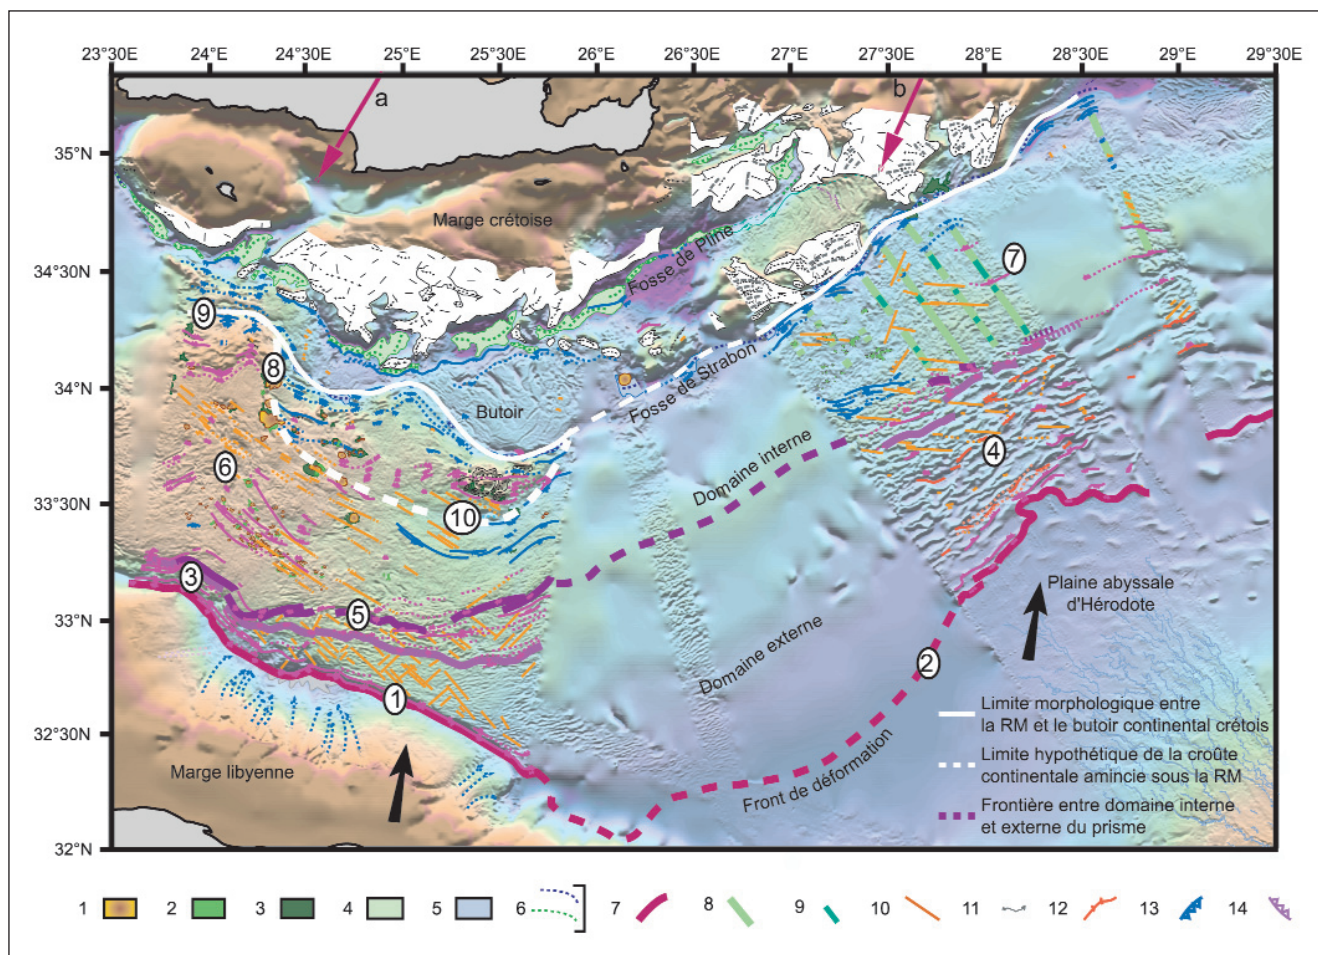 23°30E 24°E 24°30E 25°E 25°30E 26°E 26°30E 27°E 27°30E 28°E 28°30E 29°E 29°30E
a
b
35°N
Marge crétoise
Fosse de Pline
34°30N
7
9
Fosse de Strabon
8
34°N
Butoir
Domaine interne
4
6
33°30N
10
3
Plaine abyssale
d'Hérodote
5
33°N
Domaine externe
2
1
Limite morphologique entre
la RM et le butoir continental crétois
32°30N
Marge libyenne
Front de déformation
Limite hypothétique de la croûte
continentale amincie sous la RM
Frontière entre domaine interne
et externe du prisme
32°N
1 2 3 4 5 6 7 8 9 10 11 12 13 14